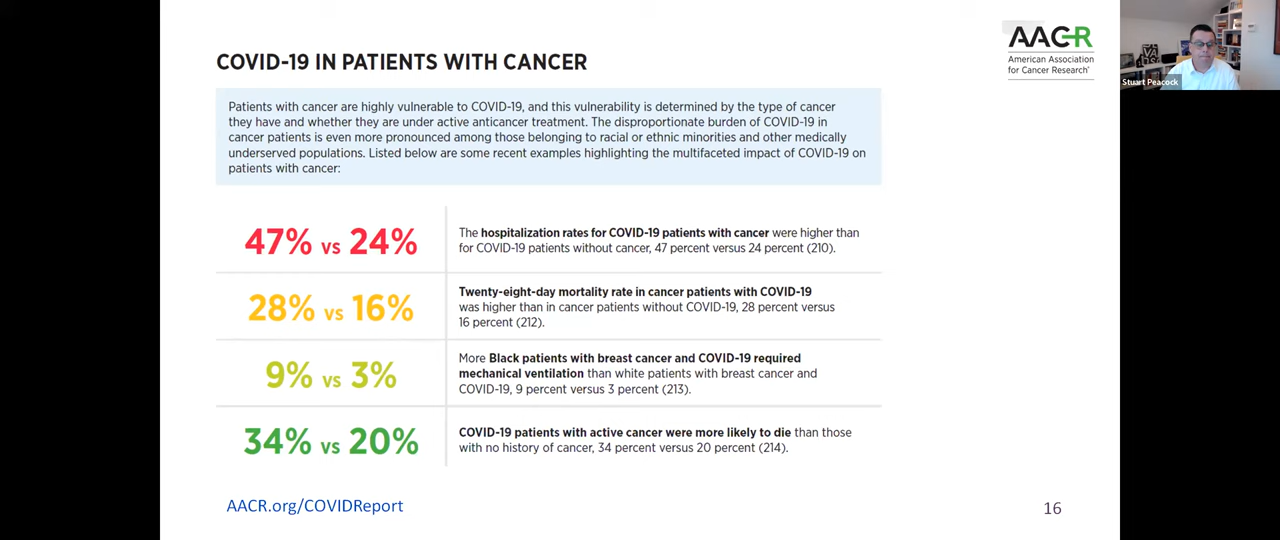 COVID-19 IN PATIENTS WITH CANCER
AACR
American Association
for Cancer Research
Stuart Peacock
Patients with cancer are highly vulnerable to COVID-19, and this vulnerability is determined by the type of cancer
they have and whether they are under active anticancer treatment. The disproportionate burden of COVID-19 in
cancer patients is even more pronounced among those belonging to racial or ethnic minorities and other medically
underserved populations. Listed below are some recent examples highlighting the multifaceted impact of COVID-19 on
patients with cancer:
47% vs 24%
The hospitalization rates for COVID-19 patients with cancer were higher than
for COVID-19 patients without cancer, 47 percent versus 24 percent (210).
28% vs 16%
Twenty-eight-day mortality rate in cancer patients with COVID-19
was higher than in cancer patients without COVID-19, 28 percent versus
16 percent (212).
9% vs 3%
More Black patients with breast cancer and COVID-19 required
mechanical ventilation than white patients with breast cancer and
COVID-19, 9 percent versus 3 percent (213).
34% vs 20%
COVID-19 patients with active cancer were more likely to die than those
with no history of cancer, 34 percent versus 20 percent (214).
AACR.org/COVIDReport
16